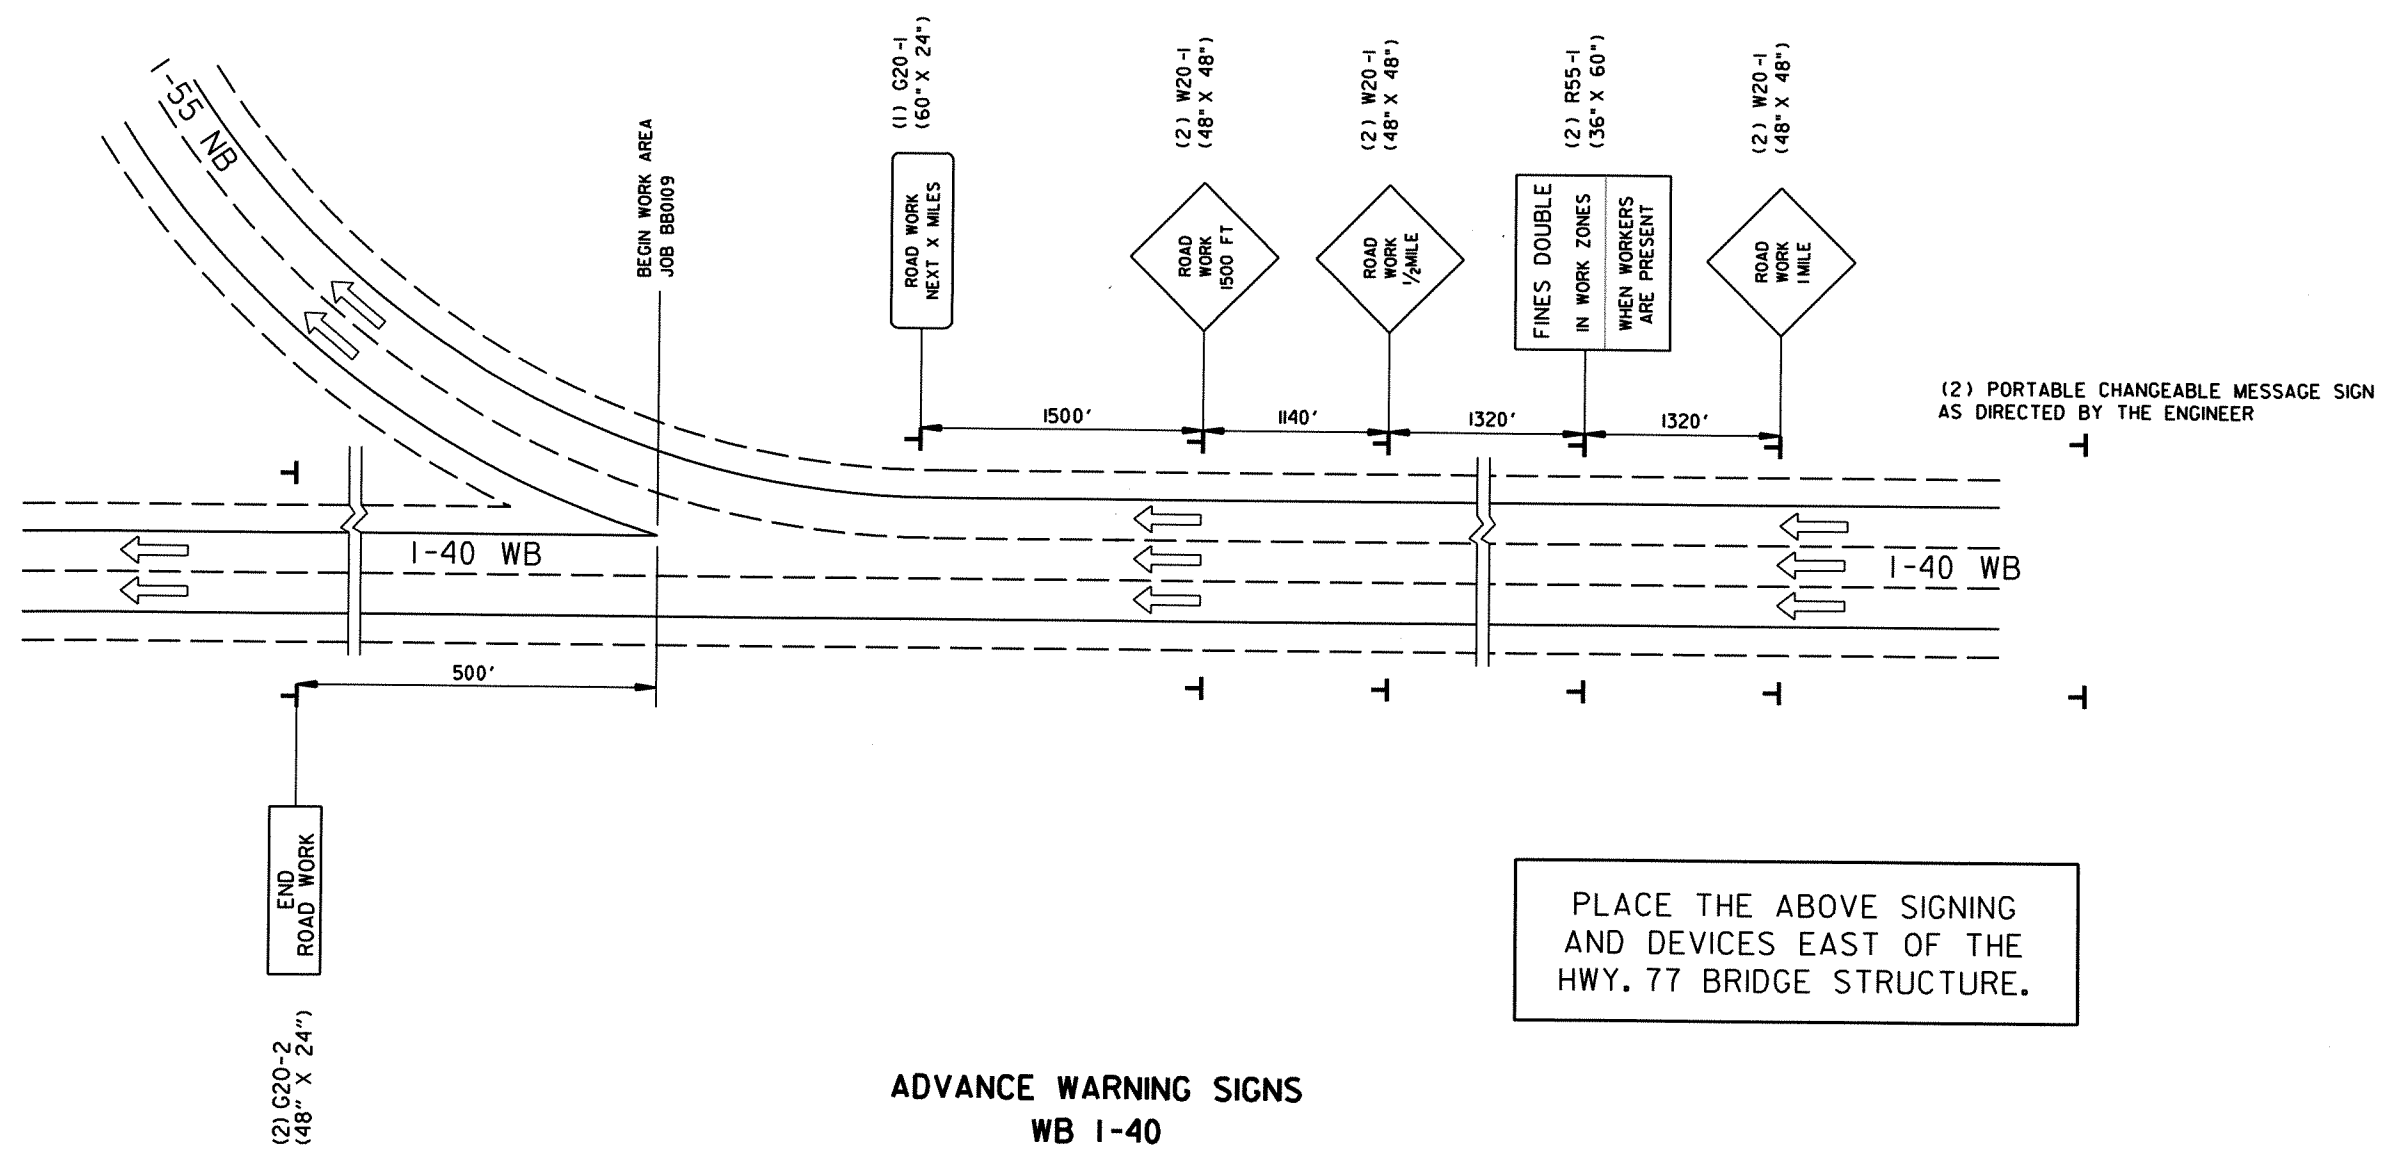 I-55 NB
BEGIN WORK AREA
JOB BB0109
(1) G20-1
(60" X 24")
ROAD WORK
NEXT X MILES
(2) W20-1
(48" X 48")
ROAD
WORK
1500 FT
(2) W20-1
(48" X 48")
ROAD
WORK
1/2MILE
(2) R55-1
(36" X 60")
FINES DOUBLE
IN WORK ZONES
WHEN WORKERS
ARE PRESENT
(2) W20-1
(48" X 48")
ROAD
WORK
1 MILE
(2) PORTABLE CHANGEABLE MESSAGE SIGN
AS DIRECTED BY THE ENGINEER
1500'
1140'
1320'
1320'
I-40 WB
I-40 WB
500'
END
ROAD WORK
(2) G20-2
(48" X 24")
PLACE THE ABOVE SIGNING
AND DEVICES EAST OF THE
HWY. 77 BRIDGE STRUCTURE.
ADVANCE WARNING SIGNS
WB I-40